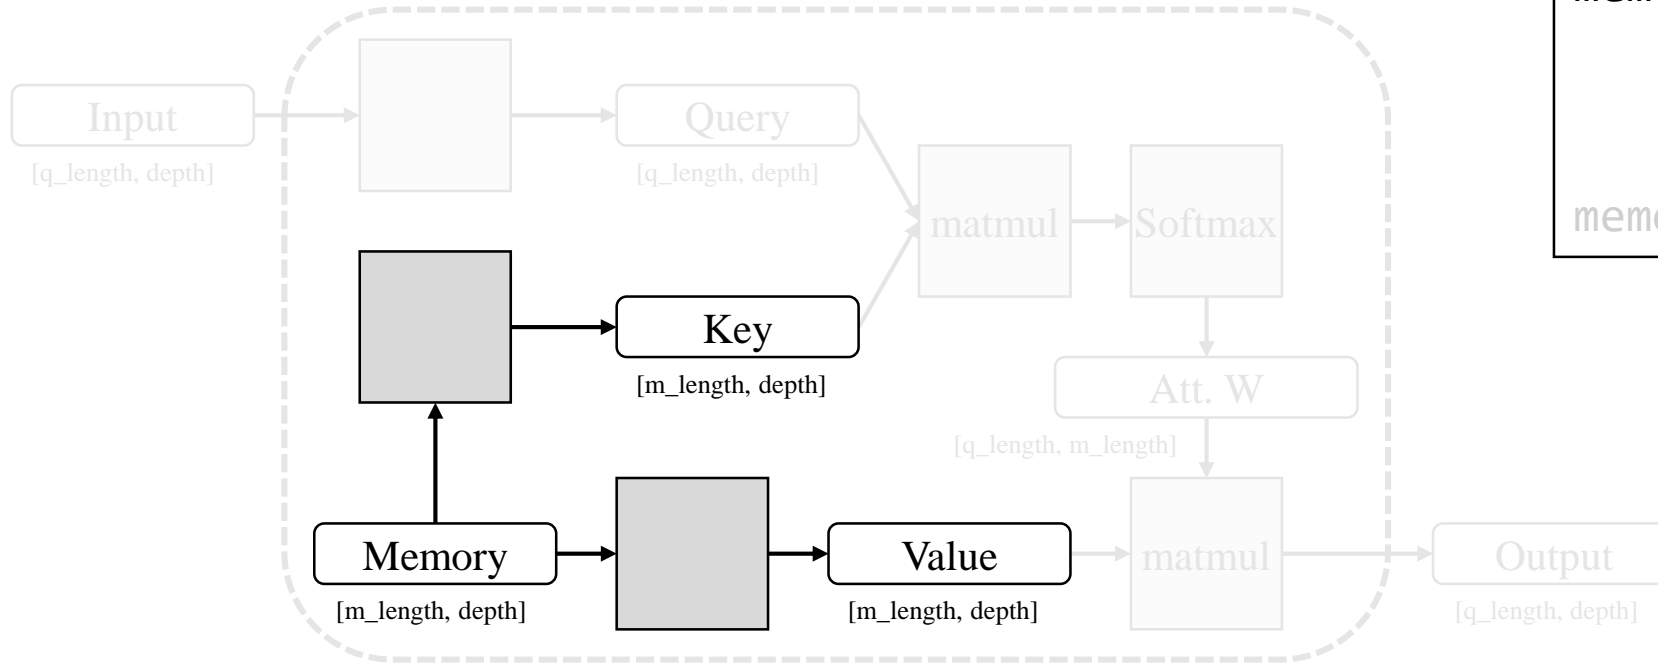 Input
[q_length, depth]
Query
[q_length, depth]
matmul
Softmax
Key
[m_length, depth]
Att. W
[q_length, m_length]
Memory
[m_length, depth]
Value
[m_length, depth]
matmul
Output
[q_length, depth]